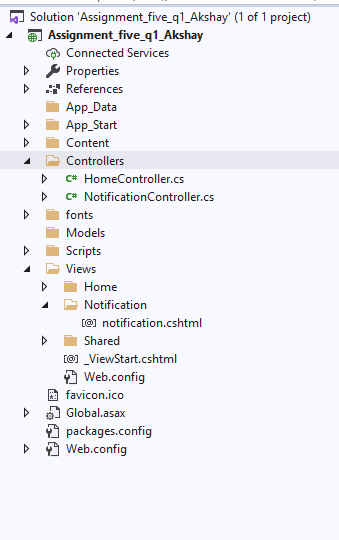 Solution 'Assignment_five_q1_Akshay' (1 of 1 project)
Assignment_five_q1_Akshay
Connected Services
Properties
References
App_Data
App_Start
Content
Controllers
C# HomeController.cs
C# NotificationController.cs
fonts
Models
Scripts
Views
Home
Notification
[@] notification.cshtml
Shared
[@] _ViewStart.cshtml
Web.config
favicon.ico
Global.asax
packages.config
Web.config